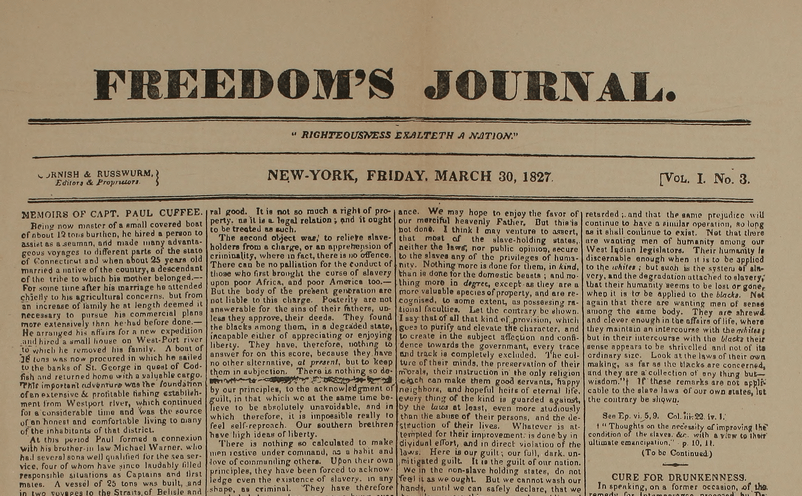 FREEDOM'S JOURNAL.
" RIGHTEOUSNESS EXALTETH A NATION."
CORNISH & RUSSWURM, }
Editors & Proprietors. }
NEW-YORK, FRIDAY, MARCH 30, 1827.
[VOL. I. No. 3.
MEMOIRS OF CAPT. PAUL CUFFEE.
Being now master of a small covered boat
of about 12 tons burthen, he hired a person to
assist as a seaman, and made many advanta-
geous voyages to different parts of the state
of Connecticut and when about 25 years old
married a native of the country, a descendant
of the tribe to which his mother belonged.—
For some time after his marriage he attended
chiefly to his agricultural concerns. but from
an increase of family he at length deemed it
necessary to pursue his commercial plans
more extensively than he had before done.—
He arranged his affairs for a new expedition
and hired a small house on West-Port river
to which he removed his family. A boat of
18 tons was now procured in which he sailed
to the banks of St. George in quest of Cod-
fish and returned home with a valuable cargo.
This important adventure was the foundation
of an extensive & profitable fishing establish-
ment from Westport river, which continued
for a considerable time and was the source
of an honest and comfortable living to many
of the inhabitants of that district.
At this period Paul formed a connexion
with his brother in law Michael Warner, who
had several sons well qualified for the sea ser-
vice, four of whom have since laudably filled
responsible situations as Captains and first
mates. A vessel of 25 tons was built, and
in two voyages to the Straits of Belisle and
ral good. It is not so much a right of pro-
perty, as it is a legal relation; and it ought
to be treated as such.
The second object was, to relieve slave-
holders from a charge, or an apprehension of
criminality, where in fact, there is no offence.
There can be no palliation for the conduct of
those who first brought the curse of slavery
upon poor Africa, and poor America too.—
But the body of the present generation are
not liable to this charge. Posterity are not
answerable for the sins of their fathers, un-
less they approve, their deeds. They found
the blacks among them, in a degraded state,
incapable either of appreciating or enjoying
liberty. They have, therefore, nothing to
answer for on this score, because they have
no other alternative, at present, but to keep
them in subjection. There is nothing so de-
our principles, to the acknowledgment of
guilt, in that which we at the same time be-
lieve to be absolutely unavoidable, and in
which, therefore, it is impossible really to
feel self-reproach. Our southern brethren
have high ideas of liberty.
There is nothing so calculated to make
men restive under command, as a habit and
love of commanding others. Upon their own
principles, they have been forced to acknow-
ledge even the existence of slavery, in any
shape, as criminal. They have therefore
ance. We may hope to enjoy the favor of
our merciful heavenly Father, But this is
not done. I think I may venture to assert,
that most of the slave-holding states,
neither the laws, nor public opinion, secure
to the slaves any of the privileges of huma-
nity. Nothing more is done for them, in kind,
than is done for the domestic beasts; and no-
thing more in degree, except as they are a
more valuable species of property, and are re-
cognised, to some extent, as possessing ra-
tional faculties. Let the contrary be shown.
I say that of all that kind of provision, which
goes to purify and elevate the character, and
to create in the subject affection and confi-
dence towards the government, every trace
and track is completely excluded. The cul-
ture of their minds, the preservation of their
morals, their instruction in the only religion
which can make them good servants, happy
neighbors, and hopeful heirs of eternal life,
every thing of the kind is guarded against,
by the laws at least, even more studiously
than the abuse of their persons, and the de-
struction of their lives. Whatever is at-
tempted for their improvement is done by in-
dividual effort, and in direct violation of the
laws. Here is our guilt; our full, dark, un-
mitigated guilt. It is the guilt of our nation.
We in the non-slave holding states, do not
feel it as we ought. But we cannot wash our
hands, until we can safely declare, that we
retarded; and that the same prejudice will
continue to have a similar operation, so long
as it shall continue to exist. Not that there
are wanting men of humanity among our
West Indian legislators. Their humanity is
discernable enough when it is to be applied
to the whites; but such is the system of sla-
very, and the degradation attached to slavery,
that their humanity seems to be lost or gone,
when it is to be applied to the blacks. Not
again that there are wanting men of sense
among the same body. They are shrewd
and clever enough in the affairs of life, where
they maintain an intercourse with the whites;
but in their intercourse with the blacks their
sense appears to be shrivelled and not of its
ordinary size. Look at the laws of their own
making, as far as the blacks are concerned,
and they are a collection of any thing but—
wisdom."† If these remarks are not appli-
cable to the slave laws of our own states, let
the contrary be shown.
See Ep. vi. 5, 9. Col. iii. 22. iv. 1.
† "Thoughts on the necessity of improving the
condition of the slaves. &c. with a view to their
ultimate emancipation." p. 10, 11.
(To be Continued.)
CURE FOR DRUNKENNESS.
In speaking, on a former occasion, of the